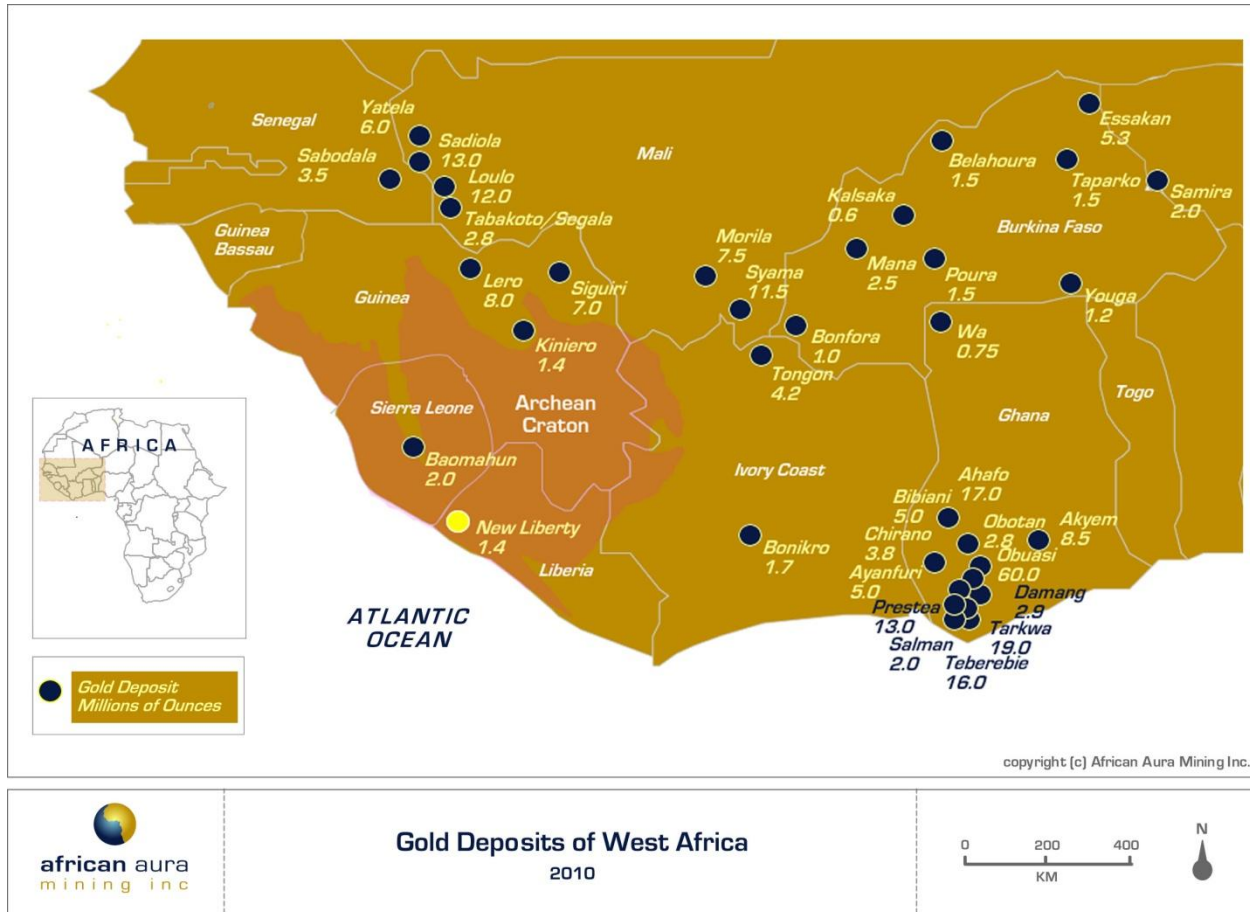 Yatela
6.0
Senegal
Sadiola
13.0
Sabodala
3.5
Loulo
12.0
Tabakoto/Segala
2.8
Mali
Essakan
5.3
Belahoura
1.5
Taparko
1.5
Samira
2.0
Kalsaka
0.6
Burkina Faso
Guinea
Bassau
Morila
7.5
Syama
11.5
Mana
2.5
Poura
1.5
Youga
1.2
Guinea
Lero
8.0
Siguiri
7.0
Kiniero
1.4
Bonfora
1.0
Wa
0.75
Tongon
4.2
Sierra Leone
Archean
Craton
Ghana
Togo
AFRICA
Baomahun
2.0
Ivory Coast
Ahafo
17.0
Bibiani
5.0
Obotan
2.8
Akyem
8.5
New Liberty
1.4
Chirano
3.8
Obuasi
60.0
Bonikro
1.7
Liberia
Ayanfuri
5.0
Damang
2.9
ATLANTIC
OCEAN
Prestea
13.0
Tarkwa
19.0
Salman
2.0
Teberebie
16.0
Gold Deposit
Millions of Ounces
copyright (c) African Aura Mining Inc.
african aura
mining inc
Gold Deposits of West Africa
2010
0 200 400
KM
N